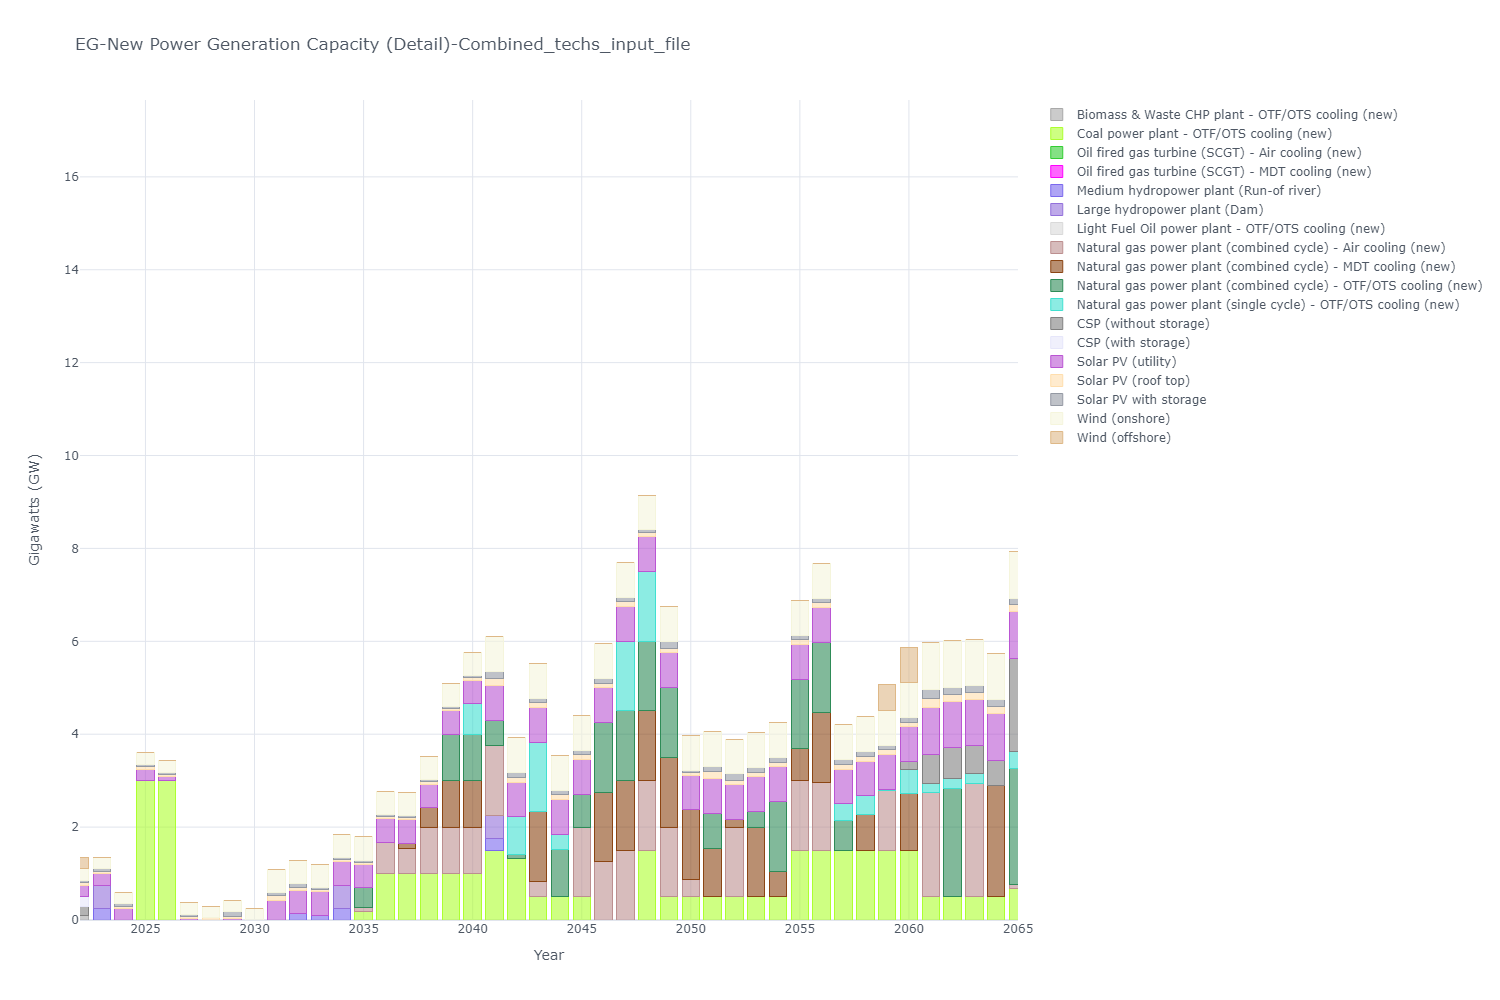 EG-New Power Generation Capacity (Detail)-Combined_techs_input_file
Biomass & Waste CHP plant - OTF/OTS cooling (new)
Coal power plant - OTF/OTS cooling (new)
Oil fired gas turbine (SCGT) - Air cooling (new)
Oil fired gas turbine (SCGT) - MDT cooling (new)
Medium hydropower plant (Run-of river)
Large hydropower plant (Dam)
Light Fuel Oil power plant - OTF/OTS cooling (new)
Natural gas power plant (combined cycle) - Air cooling (new)
Natural gas power plant (combined cycle) - MDT cooling (new)
Natural gas power plant (combined cycle) - OTF/OTS cooling (new)
Natural gas power plant (single cycle) - OTF/OTS cooling (new)
CSP (without storage)
CSP (with storage)
Solar PV (utility)
Solar PV (roof top)
Solar PV with storage
Wind (onshore)
Wind (offshore)
16
14
12
10
8
6
4
2
0
Gigawatts (GW)
2025 2030 2035 2040 2045 2050 2055 2060 2065
Year